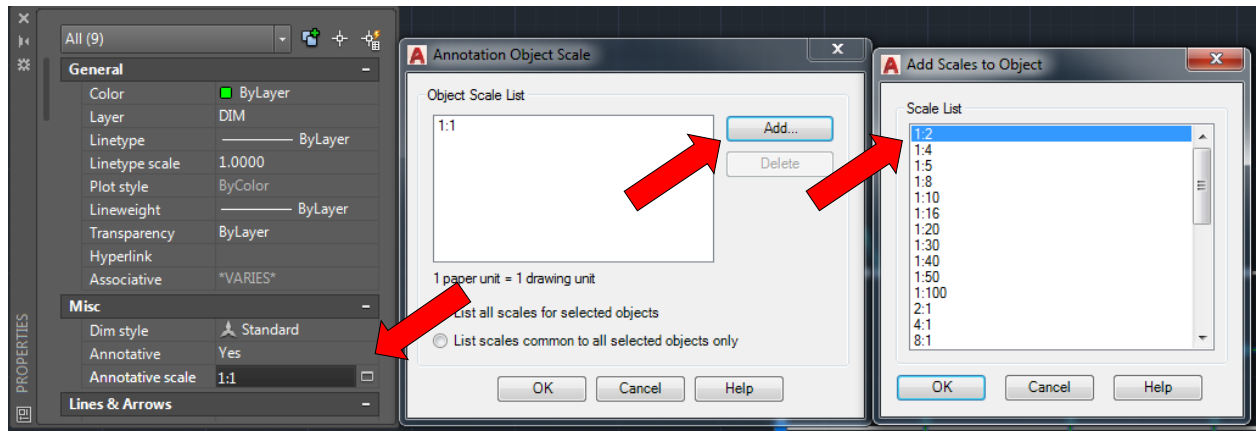 All (9)
General
Color ByLayer
Layer DIM
Linetype ByLayer
Linetype scale 1.0000
Plot style ByColor
Lineweight ByLayer
Transparency ByLayer
Hyperlink
Associative *VARIES*
Misc
Dim style Standard
Annotative Yes
Annotative scale 1:1
Lines & Arrows
PROPERTIES
Annotation Object Scale
Object Scale List
1:1
Add...
Delete
1 paper unit = 1 drawing unit
List all scales for selected objects
List scales common to all selected objects only
OK Cancel Help
Add Scales to Object
Scale List
1:2
1:4
1:5
1:8
1:10
1:16
1:20
1:30
1:40
1:50
1:100
2:1
4:1
8:1
OK Cancel Help